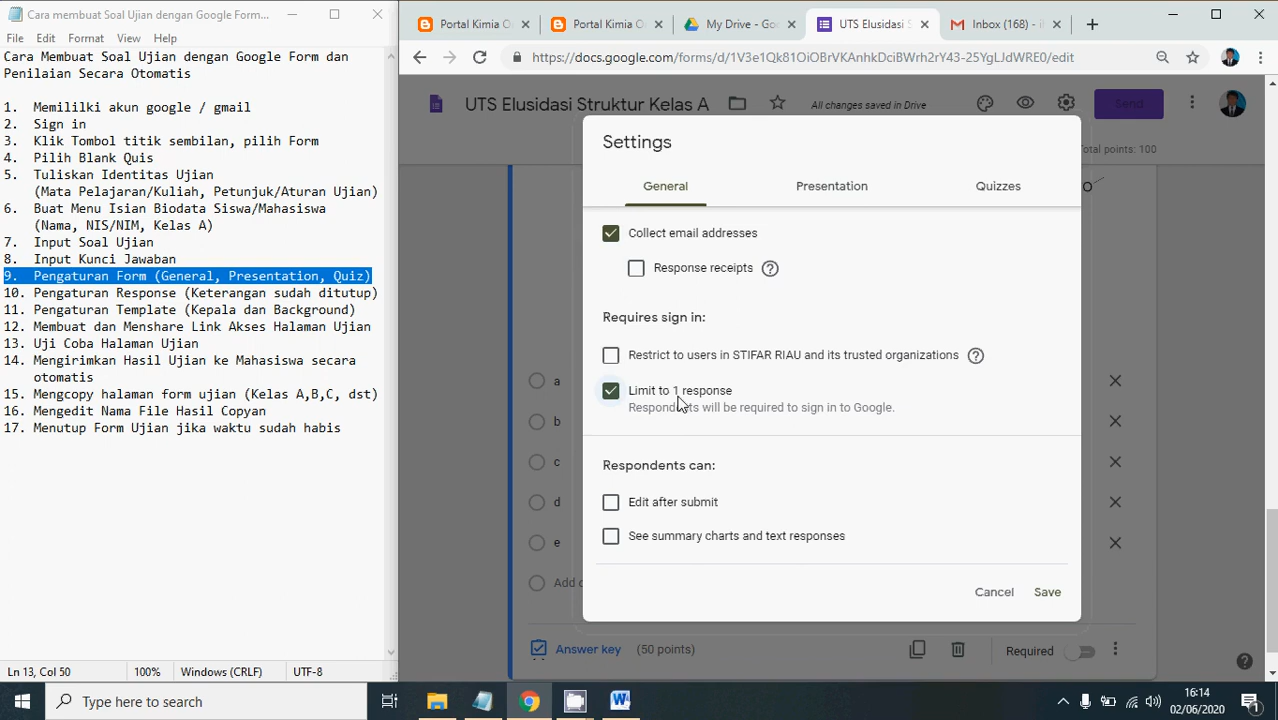 Cara membuat Soal Ujian dengan Google Form...
File Edit Format View Help
Cara Membuat Soal Ujian dengan Google Form dan
Penilaian Secara Otomatis
1. Memililki akun google / gmail
2. Sign in
3. Klik Tombol titik sembilan, pilih Form
4. Pilih Blank Quis
5. Tuliskan Identitas Ujian
(Mata Pelajaran/Kuliah, Petunjuk/Aturan Ujian)
6. Buat Menu Isian Biodata Siswa/Mahasiswa
(Nama, NIS/NIM, Kelas A)
7. Input Soal Ujian
8. Input Kunci Jawaban
9. Pengaturan Form (General, Presentation, Quiz)
10. Pengaturan Response (Keterangan sudah ditutup)
11. Pengaturan Template (Kepala dan Background)
12. Membuat dan Menshare Link Akses Halaman Ujian
13. Uji Coba Halaman Ujian
14. Mengirimkan Hasil Ujian ke Mahasiswa secara
otomatis
15. Mengcopy halaman form ujian (Kelas A,B,C, dst)
16. Mengedit Nama File Hasil Copyan
17. Menutup Form Ujian jika waktu sudah habis
Ln 13, Col 50 100% Windows (CRLF) UTF-8
Portal Kimia O Portal Kimia O My Drive - Goo UTS Elusidasi S Inbox (168) - i
https://docs.google.com/forms/d/1V3e1Qk81OiOBrVKAnhkDciBWrh2rY43-25YgLJdWRE0/edit
UTS Elusidasi Struktur Kelas A All changes saved in Drive Send
Total points: 100
Settings
General Presentation Quizzes
Collect email addresses
Response receipts
Requires sign in:
Restrict to users in STIFAR RIAU and its trusted organizations
Limit to 1 response
Respondents will be required to sign in to Google.
Respondents can:
Edit after submit
See summary charts and text responses
Cancel Save
O
a
b
c
d
e
Add
Answer key (50 points) Required
Type here to search
16:14
02/06/2020
1